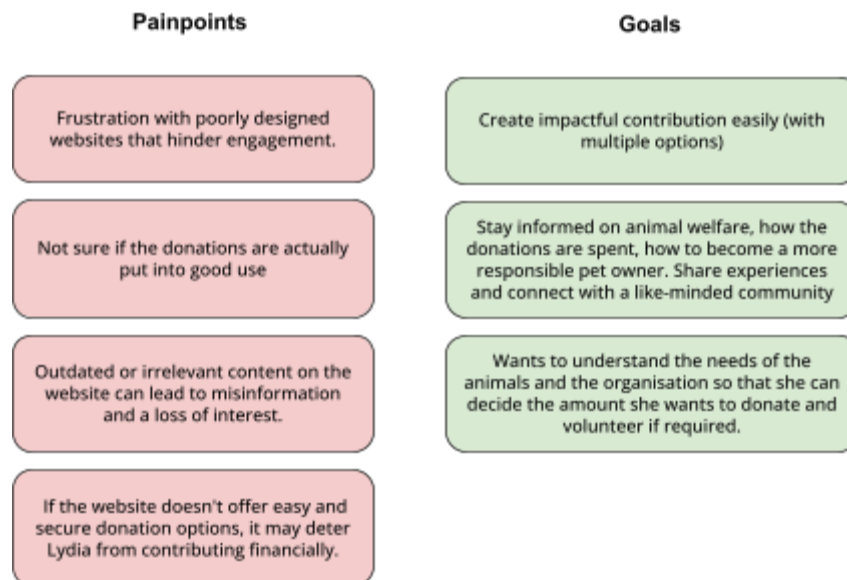 Painpoints
Frustration with poorly designed
websites that hinder engagement.
Not sure if the donations are actually
put into good use
Outdated or irrelevant content on the
website can lead to misinformation
and a loss of interest.
If the website doesn't offer easy and
secure donation options, it may deter
Lydia from contributing financially.
Goals
Create impactful contribution easily (with
multiple options)
Stay informed on animal welfare, how the
donations are spent, how to become a more
responsible pet owner. Share experiences
and connect with a like-minded community
Wants to understand the needs of the
animals and the organisation so that she can
decide the amount she wants to donate and
volunteer if required.